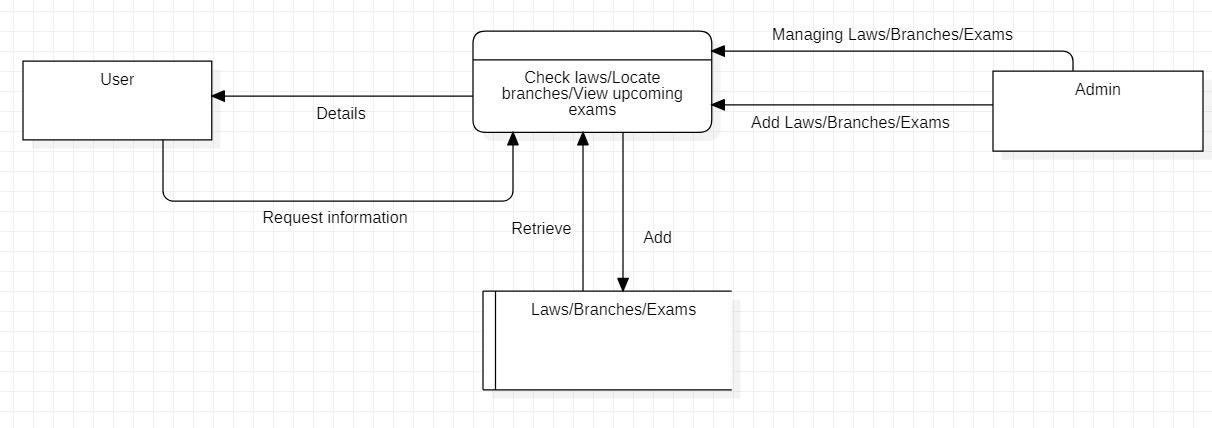 Managing Laws/Branches/Exams
User
Check laws/Locate
branches/View upcoming
exams
Admin
Details
Add Laws/Branches/Exams
Request information
Retrieve
Add
Laws/Branches/Exams